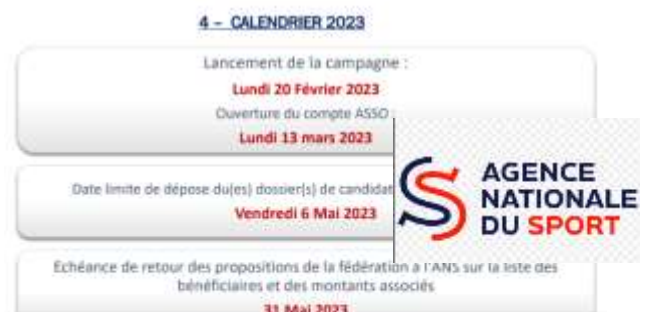 4 – CALENDRIER 2023
Lancement de la campagne :
Lundi 20 Février 2023
Ouverture du compte ASSO :
Lundi 13 mars 2023
Date limite de dépose du(es) dossier(s) de candidat
Vendredi 6 Mai 2023
AGENCE
NATIONALE
DU SPORT
Echéance de retour des propositions de la fédération à l'ANS sur la liste des
bénéficiaires et des montants associés
31 Mai 2023